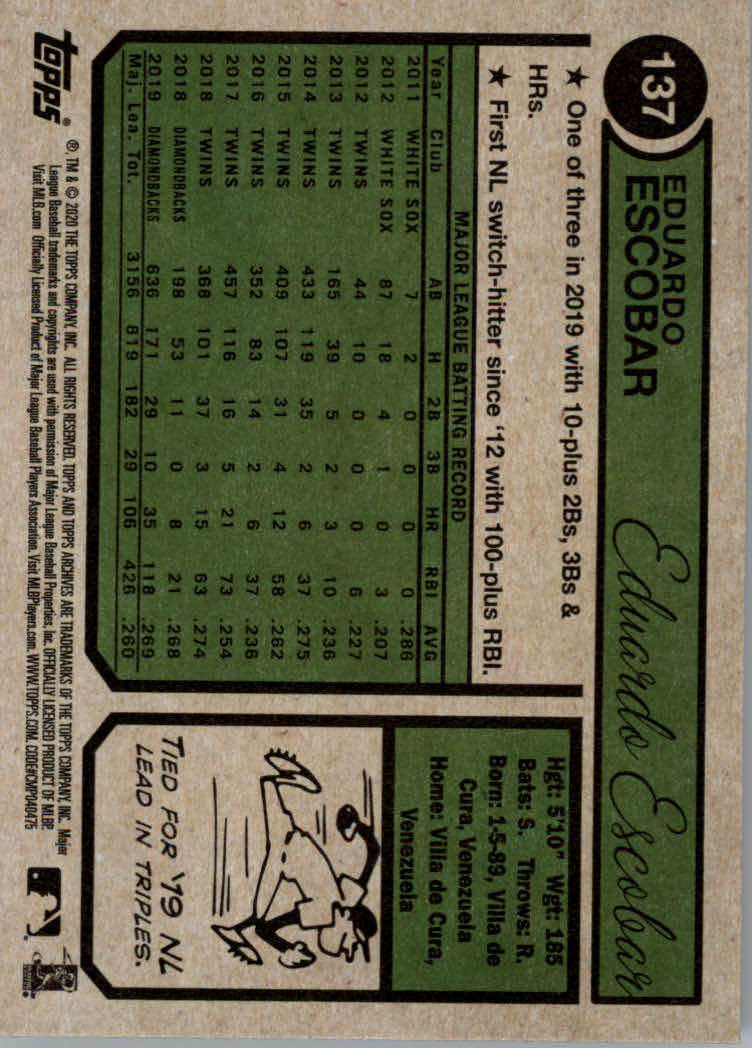 137
EDUARDO
ESCOBAR
Eduardo Escobar
★ One of three in 2019 with 10-plus 2Bs, 3Bs &
HRs.
★ First NL switch-hitter since '12 with 100-plus RBI.
MAJOR LEAGUE BATTING RECORD
Year Club AB H 2B 3B HR RBI AVG
2011 WHITE SOX 7 2 0 0 0 0 .286
2012 WHITE SOX 87 18 4 1 0 3 .207
2012 TWINS 44 10 0 0 0 6 .227
2013 TWINS 165 39 5 2 3 10 .236
2014 TWINS 433 119 35 2 6 37 .275
2015 TWINS 409 107 31 4 12 58 .262
2016 TWINS 352 83 14 2 6 37 .236
2017 TWINS 457 116 16 5 21 73 .254
2018 TWINS 368 101 37 3 15 63 .274
2018 DIAMONDBACKS 198 53 11 0 8 21 .268
2019 DIAMONDBACKS 636 171 29 10 35 118 .269
Maj. Lea. Tot. 3156 819 182 29 106 426 .260
Hgt: 5'10" Wgt: 185
Bats: S. Throws: R.
Born: 1-5-89, Villa de
Cura, Venezuela
Home: Villa de Cura,
Venezuela
TIED FOR '19 NL
LEAD IN TRIPLES.
topps®
®, TM & © 2020 THE TOPPS COMPANY, INC. ALL RIGHTS RESERVED. TOPPS AND TOPPS ARCHIVES ARE TRADEMARKS OF THE TOPPS COMPANY, INC. Major
League Baseball trademarks and copyrights are used with permission of Major League Baseball Properties, Inc. OFFICIALLY LICENSED PRODUCT OF MLBP.
Visit MLB.com Officially Licensed Product of Major League Baseball Players Association. Visit MLBPlayers.com. WWW.TOPPS.COM. CODE#CMP040475